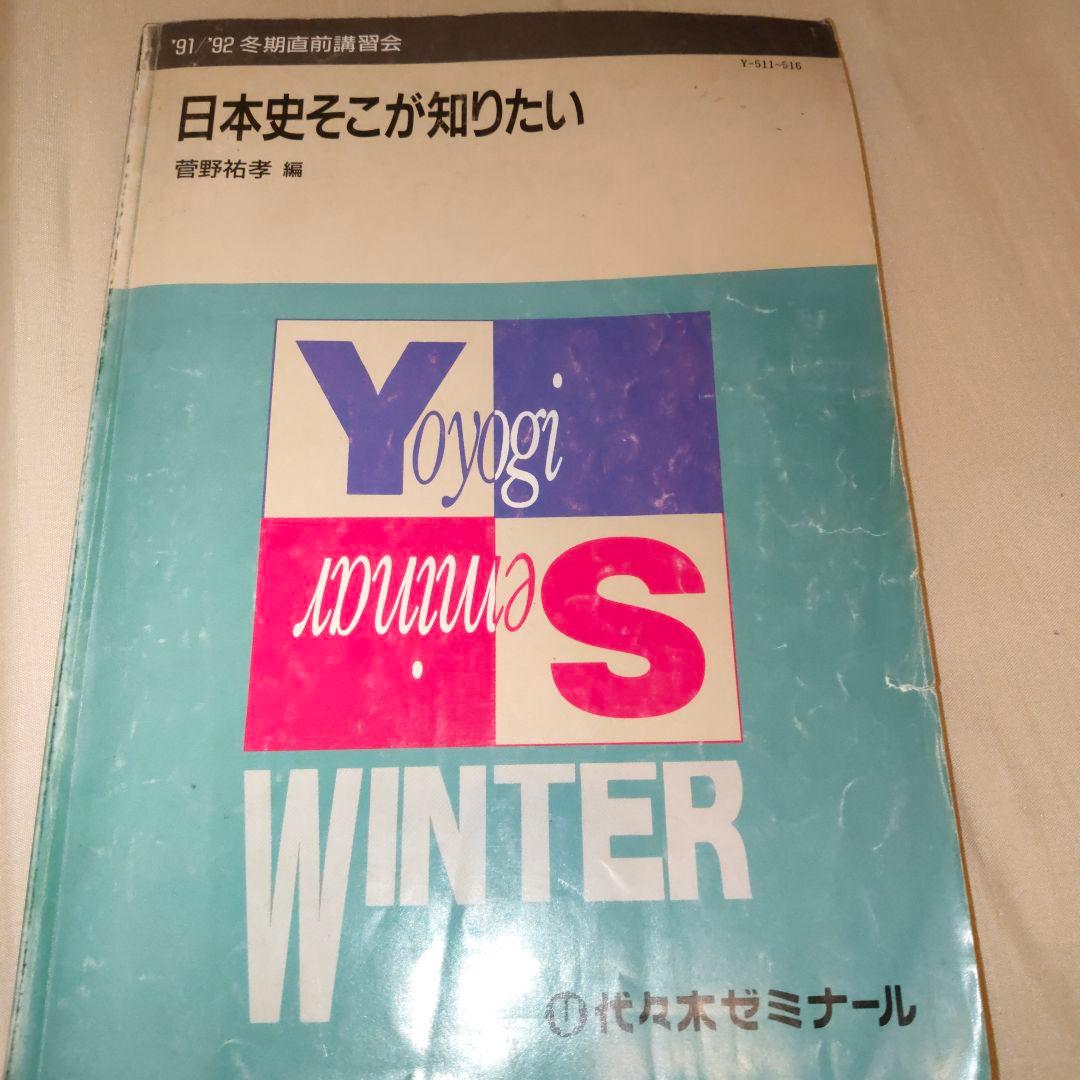 '91/'92 冬期直前講習会
Y-511~516
日本史そこが知りたい
菅野祐孝 編
Yoyogi
Seminar
WINTER
代々木ゼミナール